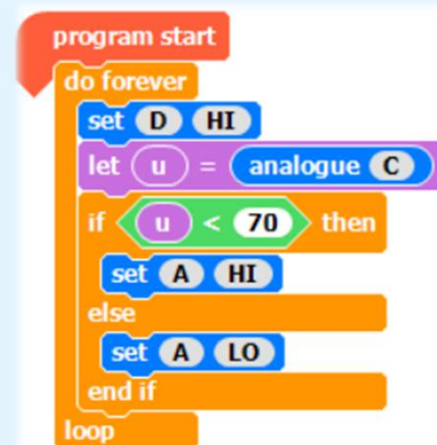 program start
do forever
set D HI
let u = analogue C
if u < 70 then
set A HI
else
set A LO
end if
loop